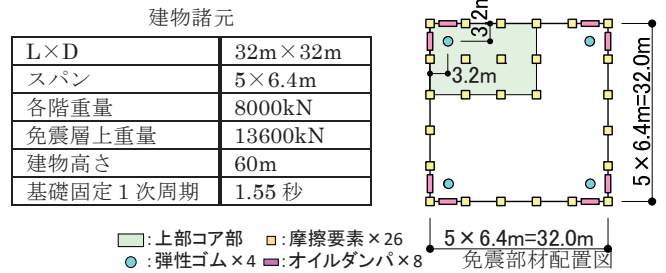 建物諸元
L×D 32m×32m
スパン 5×6.4m
各階重量 8000kN
免震層上重量 13600kN
建物高さ 60m
基礎固定1次周期 1.55 秒
3.2m
3.2m
5×6.4m=32.0m
5×6.4m=32.0m
:上部コア部 :摩擦要素×26
:弾性ゴム×4 :オイルダンパ×8
免震部材配置図